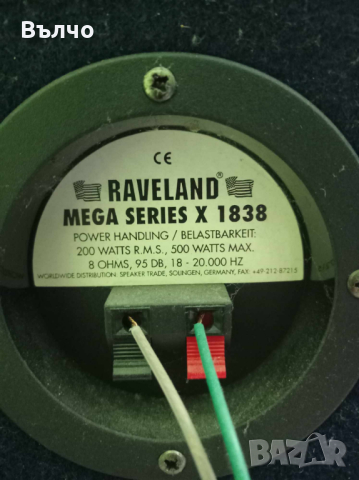 Вълчо
CE
RAVELAND
MEGA SERIES X 1838
POWER HANDLING / BELASTBARKEIT:
200 WATTS R.M.S., 500 WATTS MAX.
8 OHMS, 95 DB, 18 - 20.000 HZ
WORLDWIDE DISTRIBUTION: SPEAKER TRADE, SOLINGEN, GERMANY, FAX: +49-212-87215
BAZAR